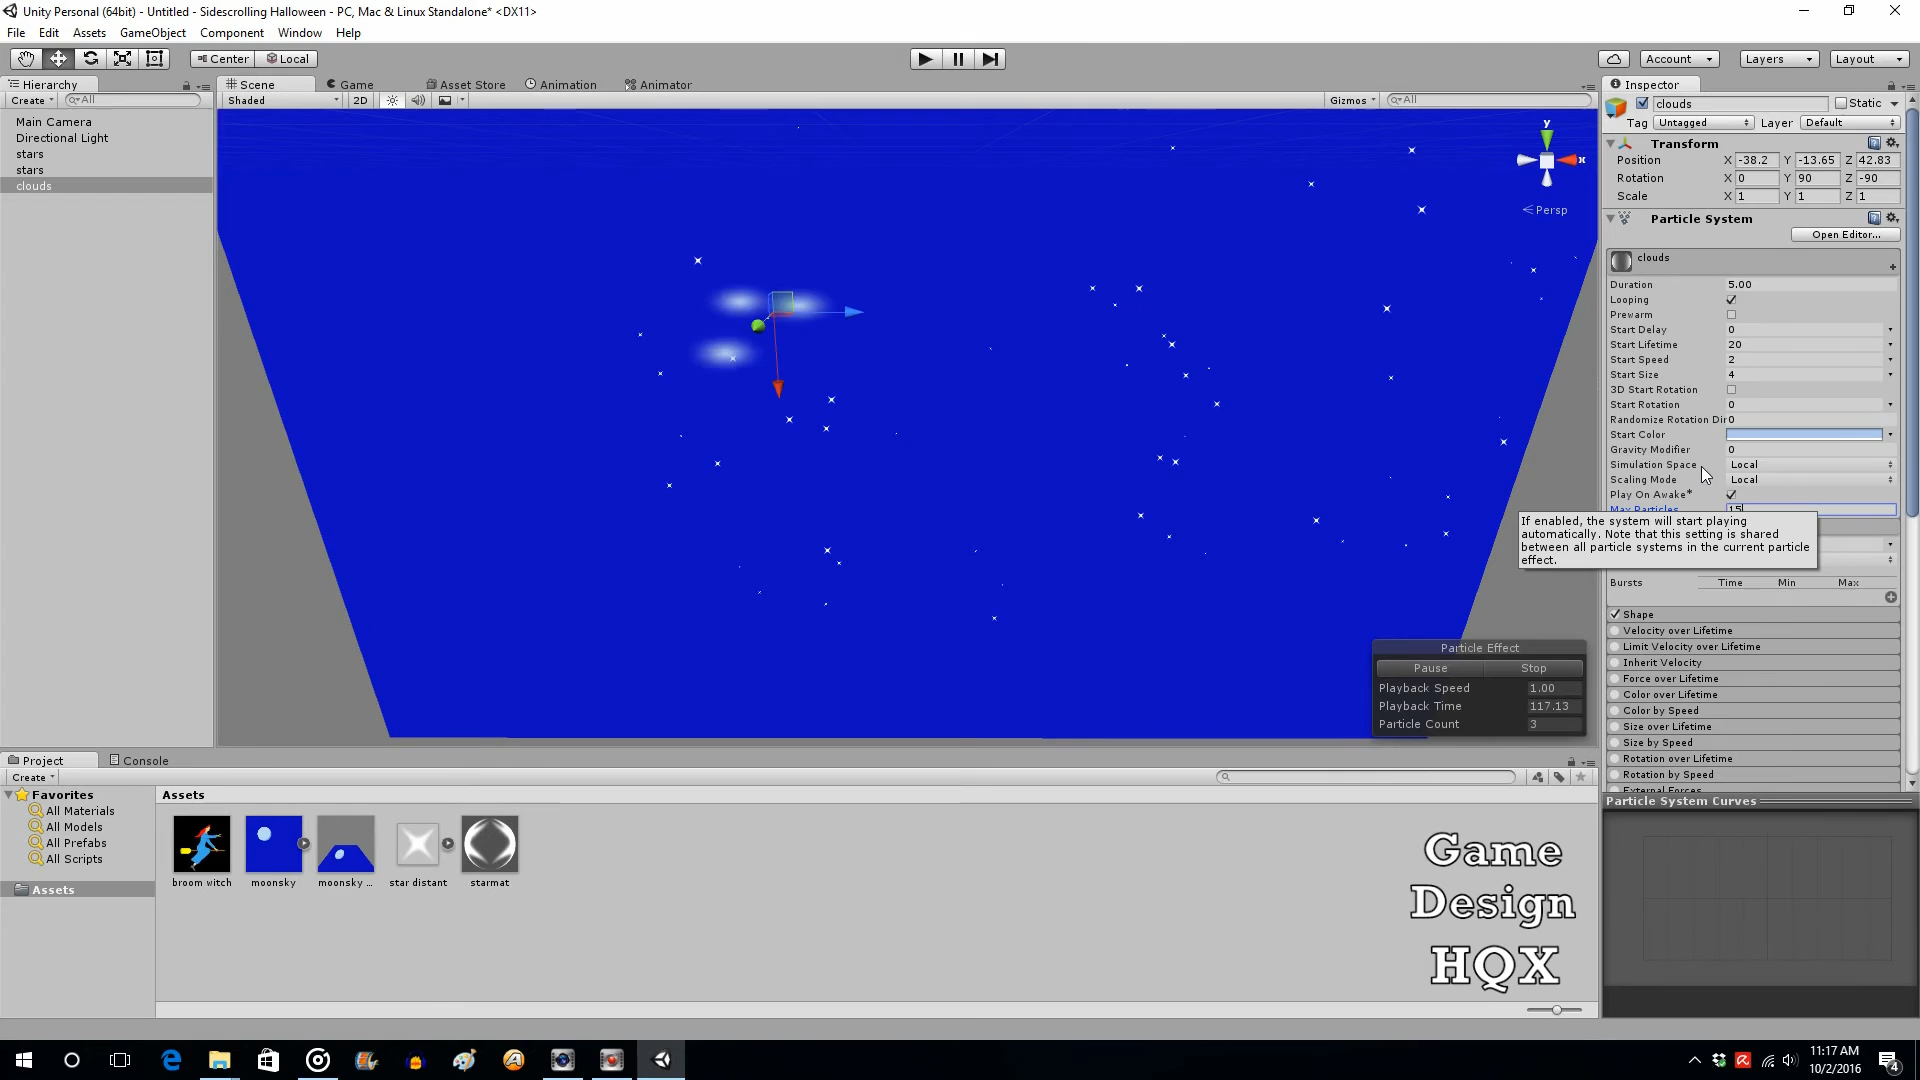 Unity Personal (64bit) - Untitled - Sidescrolling Halloween - PC, Mac & Linux Standalone* <DX11>
File Edit Assets GameObject Component Window Help
Center Local
Account Layers Layout
Hierarchy
Create All
Main Camera
Directional Light
stars
stars
clouds
Scene Game Asset Store Animation Animator
Shaded 2D Gizmos All
y
x
Persp
Particle Effect
Pause Stop
Playback Speed 1.00
Playback Time 117.13
Particle Count 3
Inspector
clouds Static
Tag Untagged Layer Default
Transform
Position X -38.2 Y -13.65 Z 42.83
Rotation X 0 Y 90 Z -90
Scale X 1 Y 1 Z 1
Particle System
Open Editor...
clouds
Duration 5.00
Looping
Prewarm
Start Delay 0
Start Lifetime 20
Start Speed 2
Start Size 4
3D Start Rotation
Start Rotation 0
Randomize Rotation Dir 0
Start Color
Gravity Modifier 0
Simulation Space Local
Scaling Mode Local
Play On Awake*
Max Particles 15
If enabled, the system will start playing
automatically. Note that this setting is shared
between all particle systems in the current particle
effect.
Bursts Time Min Max
Shape
Velocity over Lifetime
Limit Velocity over Lifetime
Inherit Velocity
Force over Lifetime
Color over Lifetime
Color by Speed
Size over Lifetime
Size by Speed
Rotation over Lifetime
Rotation by Speed
External Forces
Particle System Curves
Project Console
Create
Favorites
All Materials
All Models
All Prefabs
All Scripts
Assets
Assets
broom witch moonsky moonsky ... star distant starmat
Game
Design
HQX
11:17 AM
10/2/2016
4